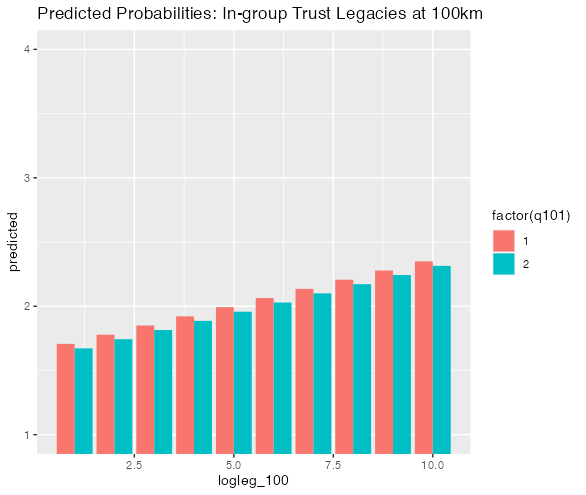 Predicted Probabilities: In-group Trust Legacies at 100km
4
3
2
1
predicted
2.5 5.0 7.5 10.0
logleg_100
factor(q101)
1
2